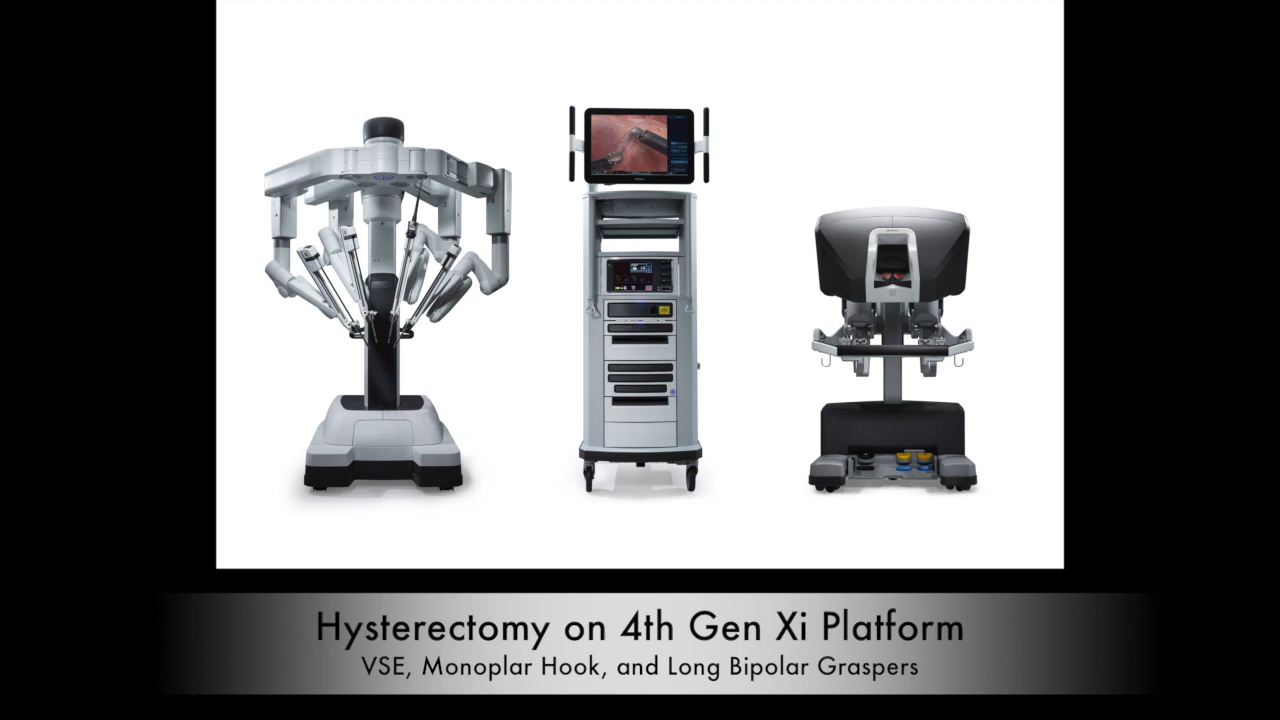 Hysterectomy on 4th Gen Xi Platform
VSE, Monoplar Hook, and Long Bipolar Graspers